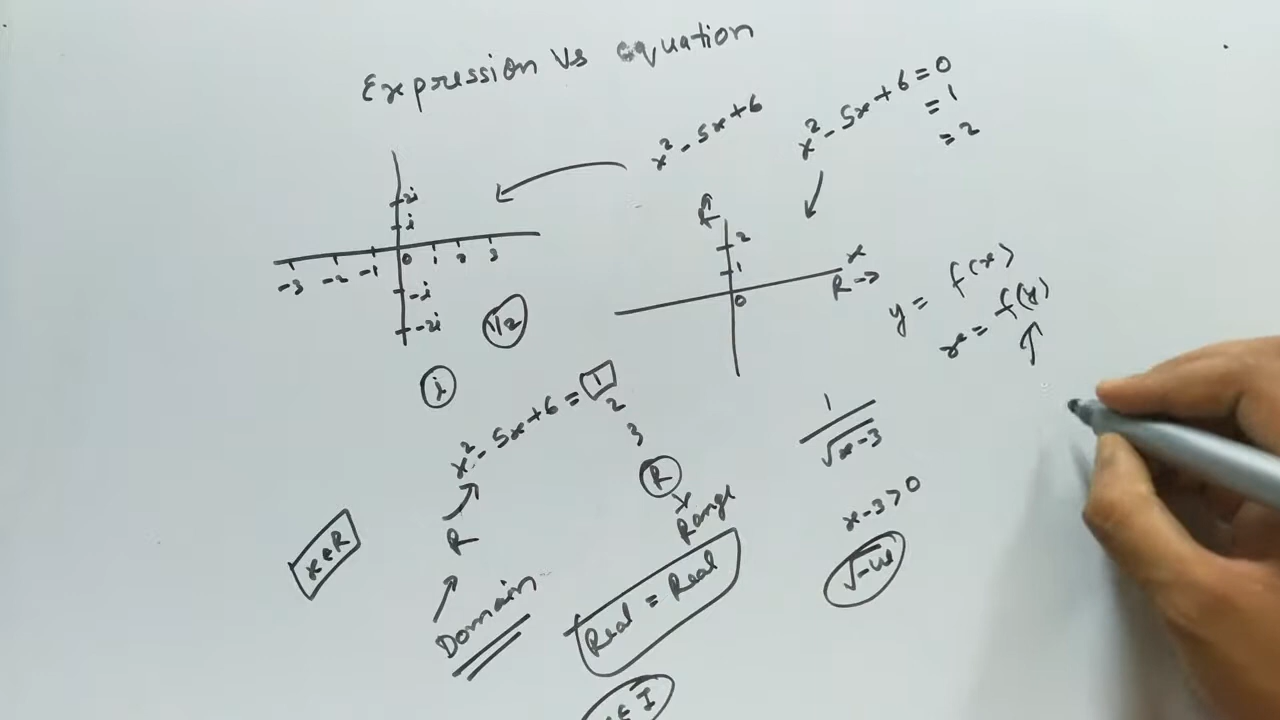 Expression Vs equation
x² - 5x + 6
x² - 5x + 6 = 0
= 1
= 2
2i
i
-3 -2 -1 0 1 2 3
-i
-2i
R
2
1
0
x
R →
y = f(x)
x = f(y)
1/2
i
x² - 5x + 6 = 1
2
3
R
Range
R
Domain
x ∈ R
Real = Real
∈ I
1
√x-3
x-3 > 0
√-ve